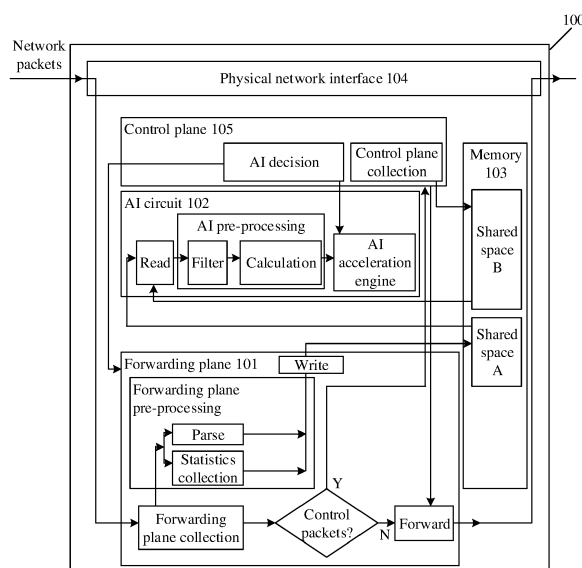 100
Network
packets
Physical network interface 104
Control plane 105
AI decision
Control plane
collection
Memory
103
AI circuit 102
AI pre-processing
Read
Filter
Calculation
AI
acceleration
engine
Shared
space
B
Shared
space
A
Forwarding plane 101
Write
Forwarding plane
pre-processing
Parse
Statistics
collection
Y
Forwarding
plane collection
Control
packets?
N
Forward